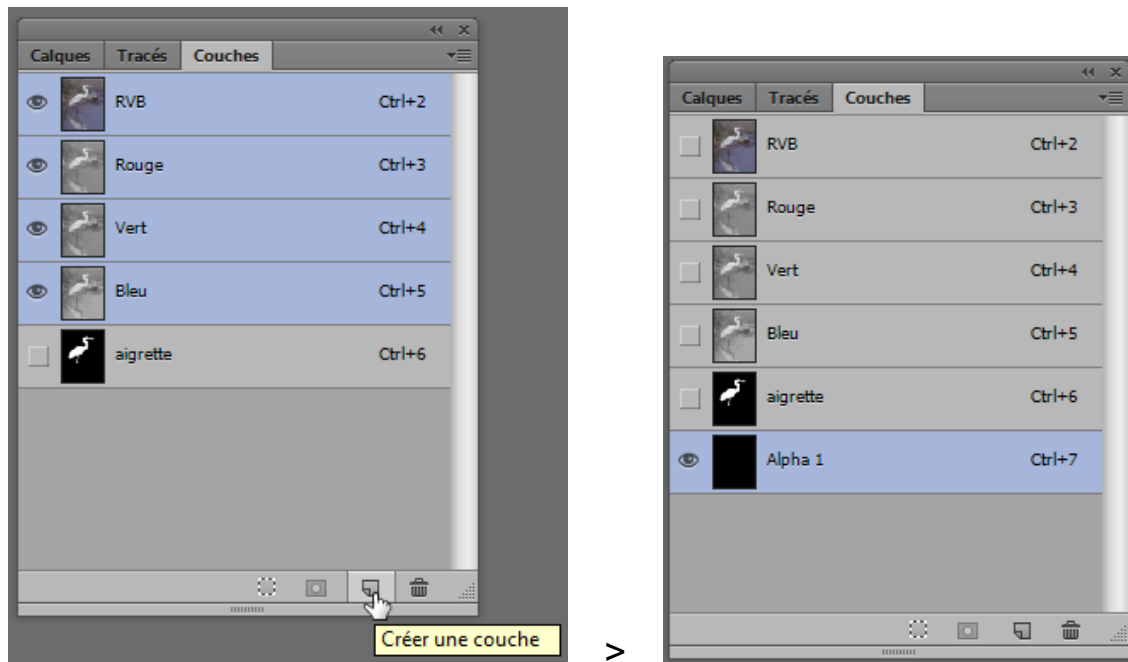 Calques Tracés Couches
RVB Ctrl+2
Rouge Ctrl+3
Vert Ctrl+4
Bleu Ctrl+5
aigrette Ctrl+6
Créer une couche
>
Calques Tracés Couches
RVB Ctrl+2
Rouge Ctrl+3
Vert Ctrl+4
Bleu Ctrl+5
aigrette Ctrl+6
Alpha 1 Ctrl+7